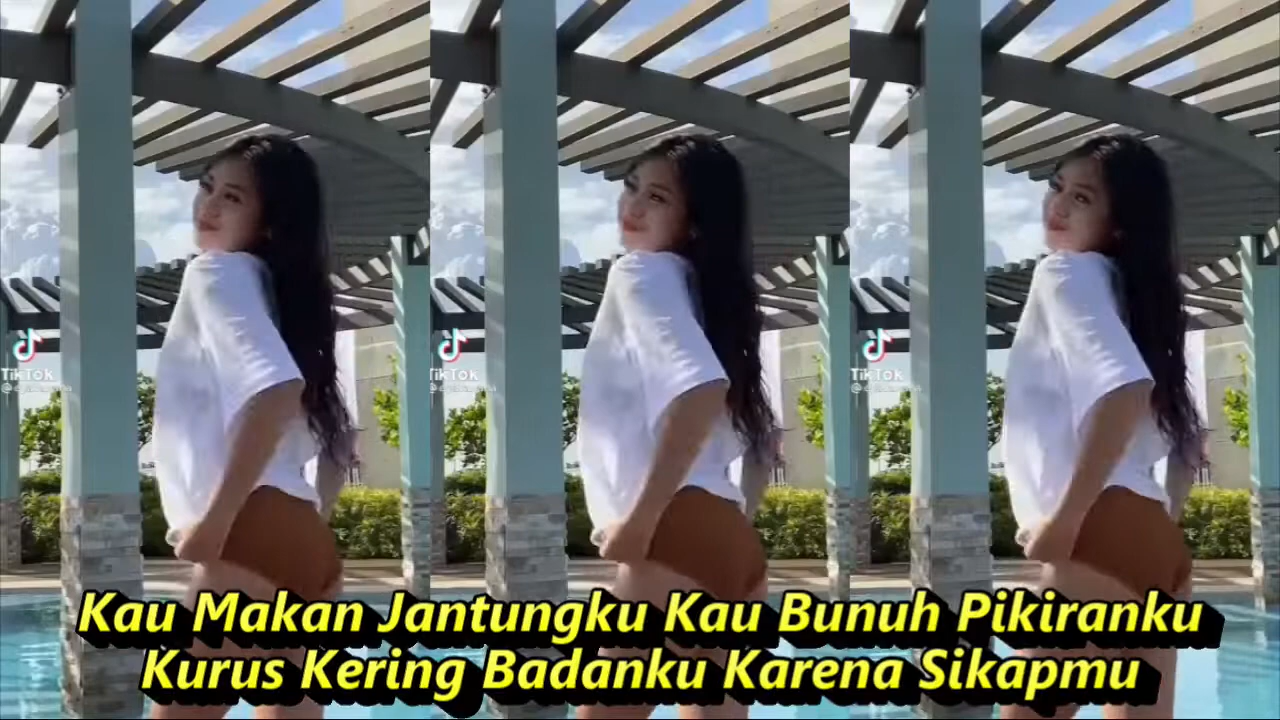 TikTok
TikTok
TikTok
Kau Makan Jantungku Kau Bunuh Pikiranku
Kurus Kering Badanku Karena Sikapmu